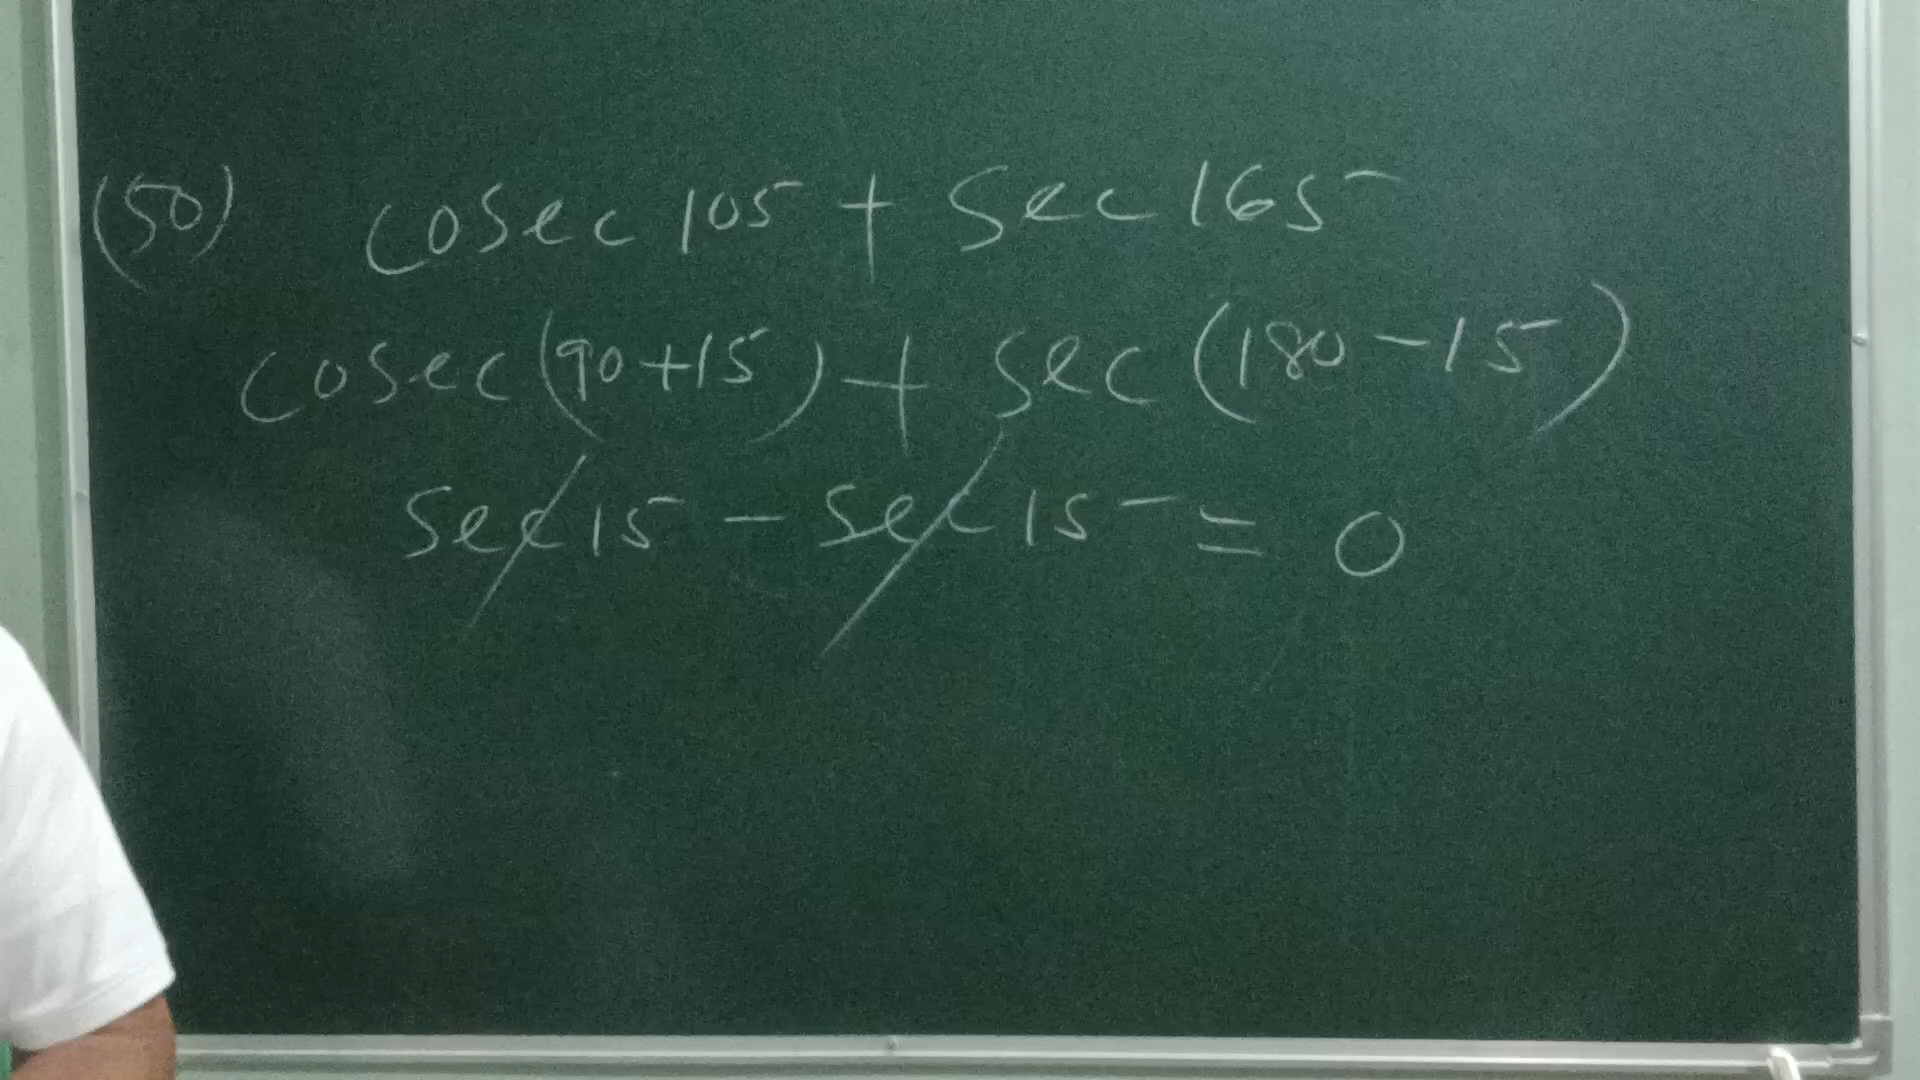 (50) cosec 105 + sec 165
cosec (90+15) + sec (180-15)
sec 15 - sec 15 = 0